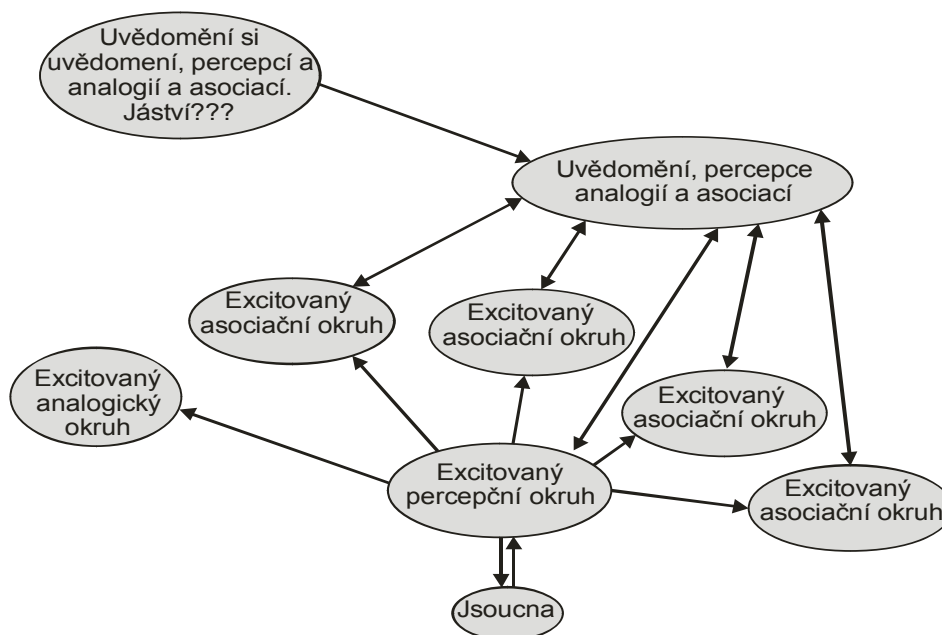 Uvědomění si
uvědomení, percepcí a
analogií a asociací.
Jáství???
Uvědomění, percepce
analogií a asociací
Excitovaný
asociační okruh
Excitovaný
asociační okruh
Excitovaný
analogický
okruh
Excitovaný
asociační okruh
Excitovaný
percepční okruh
Excitovaný
asociační okruh
Jsoucna